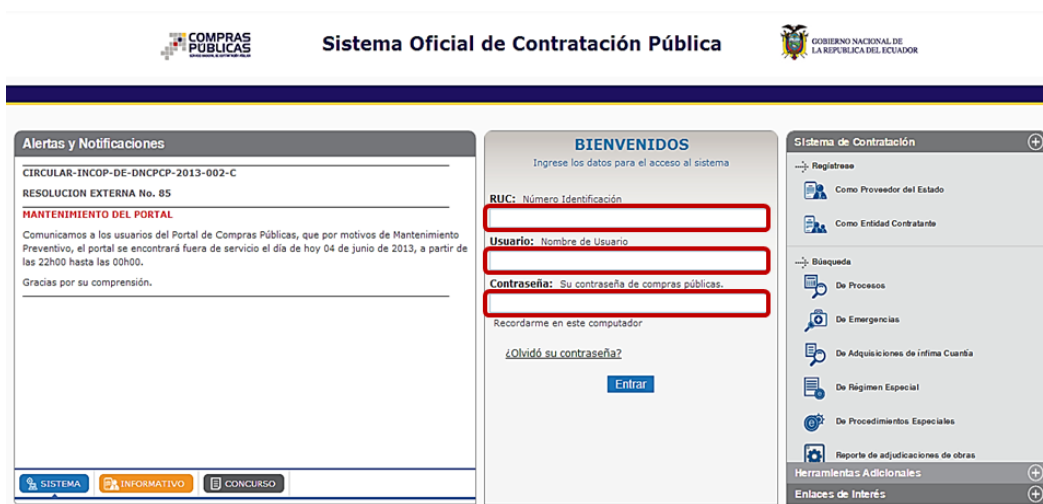 COMPRAS
PÚBLICAS
Sistema Oficial de Contratación Pública
GOBIERNO NACIONAL DE
LA REPUBLICA DEL ECUADOR
Alertas y Notificaciones
CIRCULAR-INCOP-DE-DNCPCP-2013-002-C
RESOLUCION EXTERNA No. 85
MANTENIMIENTO DEL PORTAL
Comunicamos a los usuarios del Portal de Compras Públicas, que por motivos de Mantenimiento
Preventivo, el portal se encontrará fuera de servicio el día de hoy 04 de junio de 2013, a partir de
las 22h00 hasta las 00h00.
Gracias por su comprensión.
SISTEMA
INFORMATIVO
CONCURSO
BIENVENIDOS
Ingrese los datos para el acceso al sistema
RUC: Número Identificación
Usuario: Nombre de Usuario
Contraseña: Su contraseña de compras públicas.
Recordarme en este computador
¿Olvidó su contraseña?
Entrar
Sistema de Contratación
Regístrese
Como Proveedor del Estado
Como Entidad Contratante
Búsqueda
De Procesos
De Emergencias
De Adquisiciones de ínfima Cuantía
De Régimen Especial
De Procedimientos Especiales
Reporte de adjudicaciones de obras
Herramientas Adicionales
Enlaces de Interés